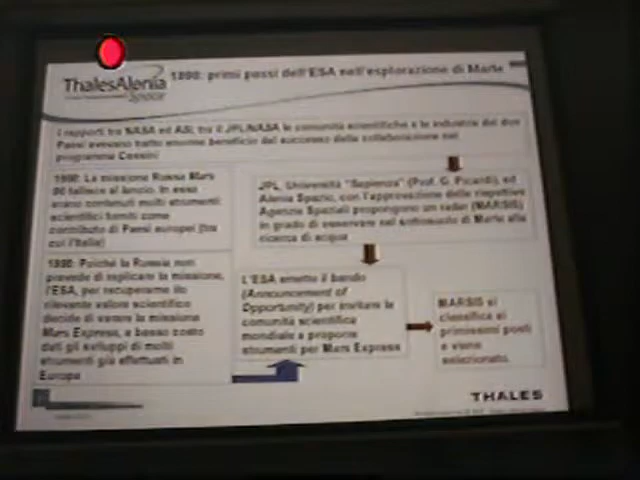 ThalesAlenia
Space
1998: primi passi dell'ESA nell'esplorazione di Marte
I rapporti tra NASA ed ASI, tra il JPL/NASA le comunità scientifiche e le industrie dei due
Paesi avevano tratto enorme beneficio dal successo della collaborazione nel
programma Cassini
La missione Russa Mars
96 fallisce al lancio. In essa
erano contenuti molti strumenti
scientifici forniti come
contributo di Paesi europei (tra
cui l'Italia)
JPL, Università "Sapienza" (Prof. G. Picardi), ed
Alenia Spazio, con l'approvazione delle rispettive
Agenzie Spaziali propongono un radar (MARSIS)
in grado di osservare nel sottosuolo di Marte alla
ricerca di acqua
1998: Poiché la Russia non
prevede di replicare la missione,
l'ESA, per recuperarne il
rilevante valore scientifico
decide di varare la missione
Mars Express, a basso costo
dati gli sviluppi di molti
strumenti già effettuati in
Europa
L'ESA emette il bando
(Announcement of
Opportunity) per invitare la
comunità scientifica
mondiale a proporre
strumenti per Mars Express
MARSIS si
classifica ai
primissimi posti
e viene
selezionato
THALES